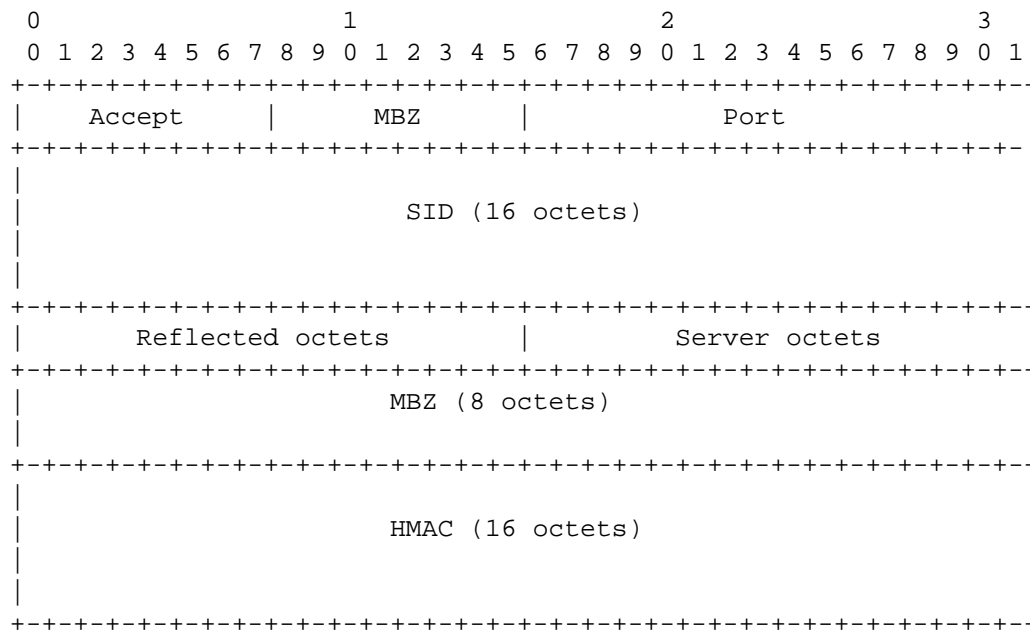 0                   1                   2                   3
0 1 2 3 4 5 6 7 8 9 0 1 2 3 4 5 6 7 8 9 0 1 2 3 4 5 6 7 8 9 0 1
+-+-+-+-+-+-+-+-+-+-+-+-+-+-+-+-+-+-+-+-+-+-+-+-+-+-+-+-+-+-+-+--
|    Accept     |      MBZ      |            Port
+-+-+-+-+-+-+-+-+-+-+-+-+-+-+-+-+-+-+-+-+-+-+-+-+-+-+-+-+-+-+-+-
|
|                        SID (16 octets)
|
|
+-+-+-+-+-+-+-+-+-+-+-+-+-+-+-+-+-+-+-+-+-+-+-+-+-+-+-+-+-+-+-+--
|       Reflected octets        |         Server octets
+-+-+-+-+-+-+-+-+-+-+-+-+-+-+-+-+-+-+-+-+-+-+-+-+-+-+-+-+-+-+-+--
|                       MBZ (8 octets)
|
+-+-+-+-+-+-+-+-+-+-+-+-+-+-+-+-+-+-+-+-+-+-+-+-+-+-+-+-+-+-+-+--
|
|                       HMAC (16 octets)
|
|
+-+-+-+-+-+-+-+-+-+-+-+-+-+-+-+-+-+-+-+-+-+-+-+-+-+-+-+-+-+-+-+--